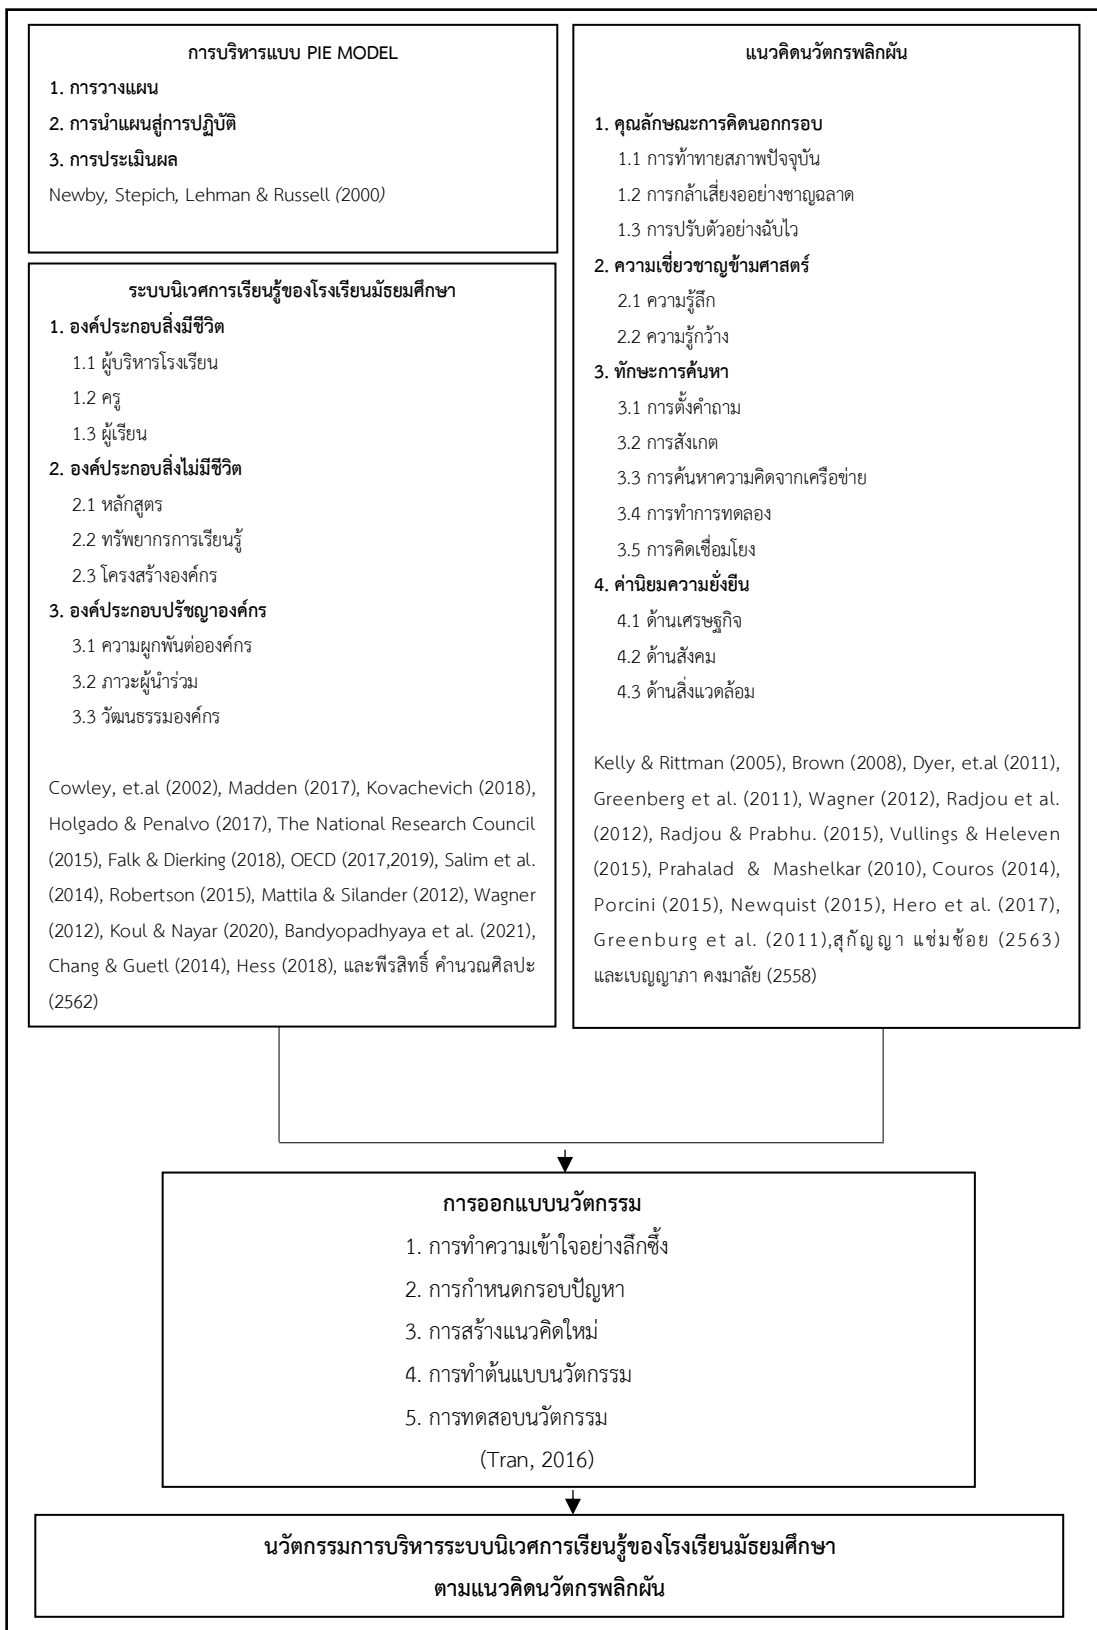 การบริหารแบบ PIE MODEL
1. การวางแผน
2. การนำแผนสู่การปฏิบัติ
3. การประเมินผล
Newby, Stepich, Lehman & Russell (2000)
ระบบนิเวศการเรียนรู้ของโรงเรียนมัธยมศึกษา
1. องค์ประกอบสิ่งมีชีวิต
1.1 ผู้บริหารโรงเรียน
1.2 ครู
1.3 ผู้เรียน
2. องค์ประกอบสิ่งไม่มีชีวิต
2.1 หลักสูตร
2.2 ทรัพยากรการเรียนรู้
2.3 โครงสร้างองค์กร
3. องค์ประกอบปรัชญาองค์กร
3.1 ความผูกพันต่อองค์กร
3.2 ภาวะผู้นำร่วม
3.3 วัฒนธรรมองค์กร
Cowley, et.al (2002), Madden (2017), Kovachevich (2018),
Holgado & Penalvo (2017), The National Research Council
(2015), Falk & Dierking (2018), OECD (2017,2019), Salim et al.
(2014), Robertson (2015), Mattila & Silander (2012), Wagner
(2012), Koul & Nayar (2020), Bandyopadhyaya et al. (2021),
Chang & Guetl (2014), Hess (2018), และพีรสิทธิ์ คำนวณศิลปะ
(2562)
แนวคิดนวัตกรพลิกผัน
1. คุณลักษณะการคิดนอกกรอบ
1.1 การท้าทายสภาพปัจจุบัน
1.2 การกล้าเสี่ยงออย่างชาญฉลาด
1.3 การปรับตัวอย่างฉับไว
2. ความเชี่ยวชาญข้ามศาสตร์
2.1 ความรู้ลึก
2.2 ความรู้กว้าง
3. ทักษะการค้นหา
3.1 การตั้งคำถาม
3.2 การสังเกต
3.3 การค้นหาความคิดจากเครือข่าย
3.4 การทำการทดลอง
3.5 การคิดเชื่อมโยง
4. ค่านิยมความยั่งยืน
4.1 ด้านเศรษฐกิจ
4.2 ด้านสังคม
4.3 ด้านสิ่งแวดล้อม
Kelly & Rittman (2005), Brown (2008), Dyer, et.al (2011),
Greenberg et al. (2011), Wagner (2012), Radjou et al.
(2012), Radjou & Prabhu. (2015), Vullings & Heleven
(2015), Prahalad & Mashelkar (2010), Couros (2014),
Porcini (2015), Newquist (2015), Hero et al. (2017),
Greenburg et al. (2011),สุกัญญา แช่มช้อย (2563)
และเบญญาภา คงมาลัย (2558)
การออกแบบนวัตกรรม
1. การทำความเข้าใจอย่างลึกซึ้ง
2. การกำหนดกรอบปัญหา
3. การสร้างแนวคิดใหม่
4. การทำต้นแบบนวัตกรรม
5. การทดสอบนวัตกรรม
(Tran, 2016)
นวัตกรรมการบริหารระบบนิเวศการเรียนรู้ของโรงเรียนมัธยมศึกษา
ตามแนวคิดนวัตกรพลิกผัน